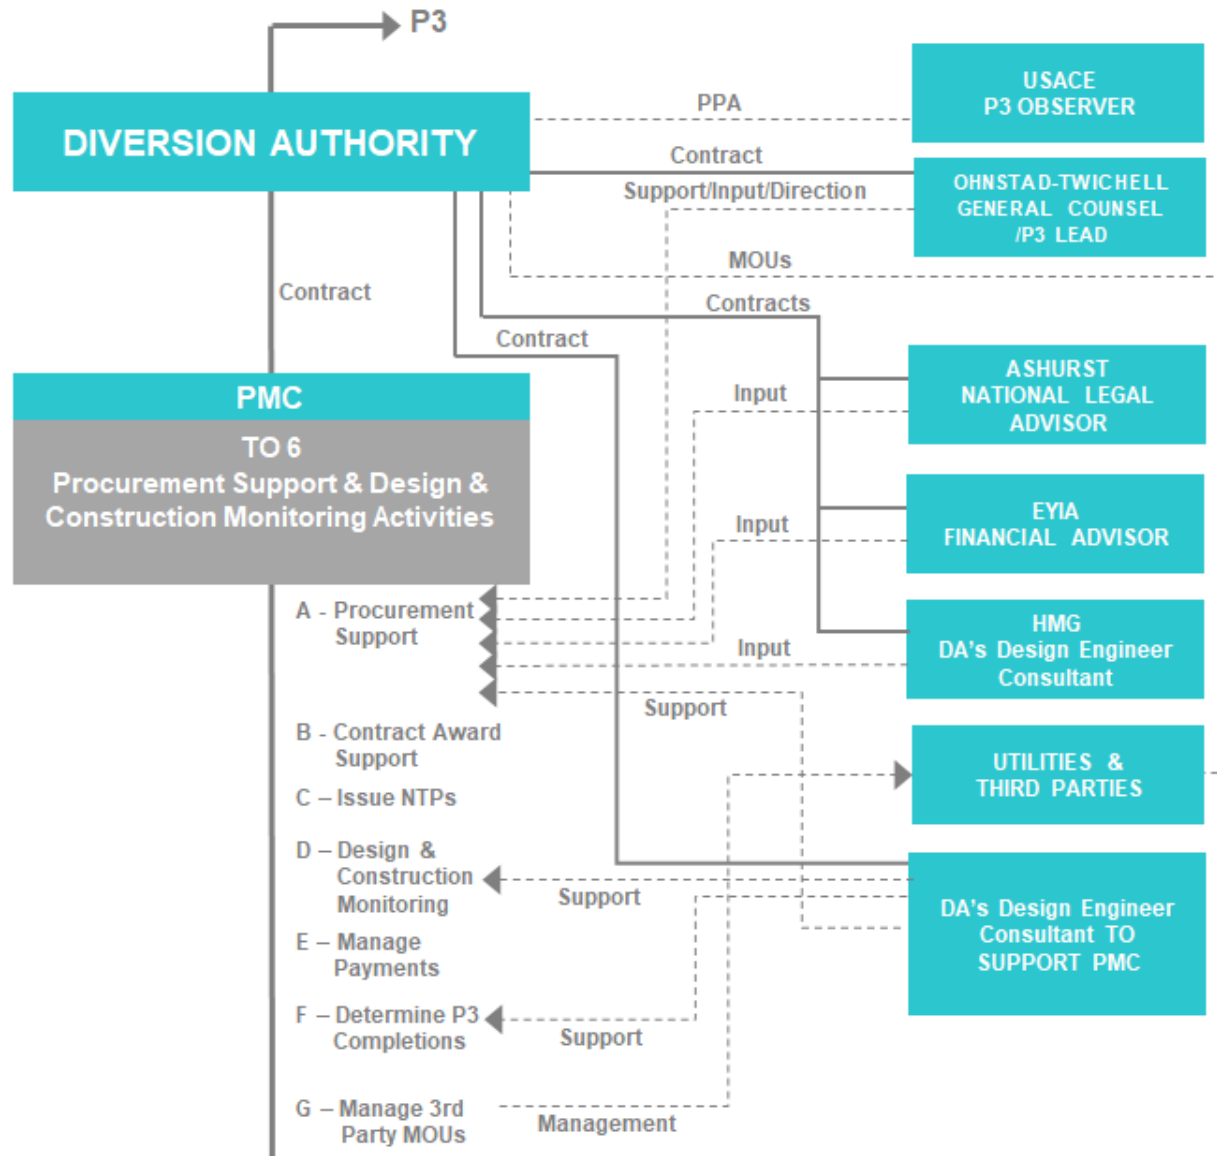 P3
DIVERSION AUTHORITY
PPA
USACE
P3 OBSERVER
Contract
Support/Input/Direction
OHNSTAD-TWICHELL
GENERAL COUNSEL
/P3 LEAD
MOUs
Contract
Contracts
Contract
PMC
TO 6
Procurement Support & Design &
Construction Monitoring Activities
Input
ASHURST
NATIONAL LEGAL
ADVISOR
Input
EYIA
FINANCIAL ADVISOR
A - Procurement
Support
Input
HMG
DA's Design Engineer
Consultant
Support
B - Contract Award
Support
C – Issue NTPs
UTILITIES &
THIRD PARTIES
D – Design &
Construction
Monitoring
Support
DA's Design Engineer
Consultant TO
SUPPORT PMC
E – Manage
Payments
F – Determine P3
Completions
Support
G – Manage 3rd
Party MOUs
Management